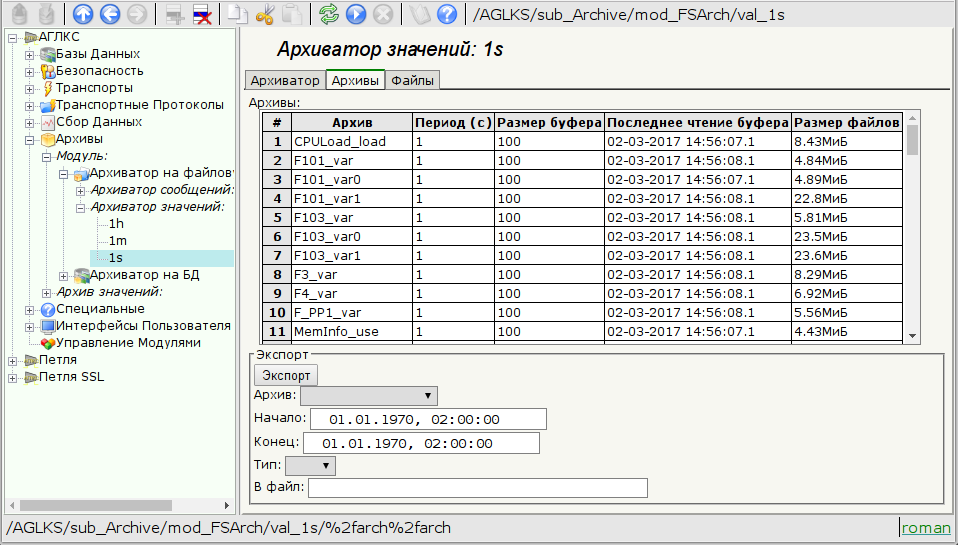 /AGLKS/sub_Archive/mod_FSArch/val_1s
АГЛКС
Базы Данных
Безопасность
Транспорты
Транспортные Протоколы
Сбор Данных
Архивы
Модуль:
Архиватор на файлов
Архиватор сообщений:
Архиватор значений:
1h
1m
1s
Архиватор на БД
Архив значений:
Специальные
Интерфейсы Пользователя
Управление Модулями
Петля
Петля SSL
Архиватор значений: 1s
Архиватор Архивы Файлы
Архивы:
# Архив Период (с) Размер буфера Последнее чтение буфера Размер файлов
1 CPULoad_load 1 100 02-03-2017 14:56:07.1 8.43МиБ
2 F101_var 1 100 02-03-2017 14:56:08.1 4.84МиБ
3 F101_var0 1 100 02-03-2017 14:56:07.1 4.89МиБ
4 F101_var1 1 100 02-03-2017 14:56:08.1 22.8МиБ
5 F103_var 1 100 02-03-2017 14:56:08.1 5.81МиБ
6 F103_var0 1 100 02-03-2017 14:56:08.1 23.5МиБ
7 F103_var1 1 100 02-03-2017 14:56:08.1 23.6МиБ
8 F3_var 1 100 02-03-2017 14:56:08.1 8.29МиБ
9 F4_var 1 100 02-03-2017 14:56:08.1 6.92МиБ
10 F_PP1_var 1 100 02-03-2017 14:56:08.1 5.56МиБ
11 MemInfo_use 1 100 02-03-2017 14:56:07.1 4.43МиБ
Экспорт
Экспорт
Архив:
Начало: 01.01.1970, 02:00:00
Конец: 01.01.1970, 02:00:00
Тип:
В файл:
/AGLKS/sub_Archive/mod_FSArch/val_1s/%2farch%2farch
roman